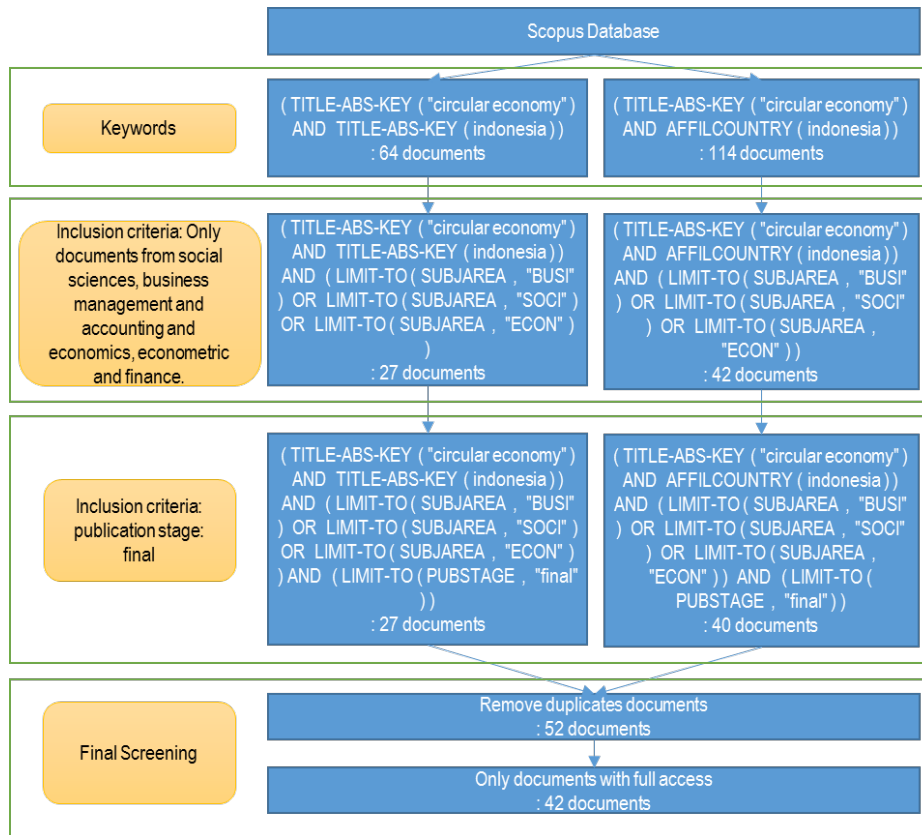 Scopus Database
Keywords
( TITLE-ABS-KEY ( "circular economy" )
AND TITLE-ABS-KEY ( indonesia ) )
: 64 documents
( TITLE-ABS-KEY ( "circular economy" )
AND AFFILCOUNTRY ( indonesia ) )
: 114 documents
Inclusion criteria: Only
documents from social
sciences, business
management and
accounting and
economics, econometric
and finance.
( TITLE-ABS-KEY ( "circular economy" )
AND TITLE-ABS-KEY ( indonesia ) )
AND ( LIMIT-TO ( SUBJAREA , "BUSI"
) OR LIMIT-TO ( SUBJAREA , "SOCI" )
OR LIMIT-TO ( SUBJAREA , "ECON" )
)
: 27 documents
( TITLE-ABS-KEY ( "circular economy" )
AND AFFILCOUNTRY ( indonesia ) )
AND ( LIMIT-TO ( SUBJAREA , "BUSI"
) OR LIMIT-TO ( SUBJAREA , "SOCI"
) OR LIMIT-TO ( SUBJAREA ,
"ECON" ) )
: 42 documents
Inclusion criteria:
publication stage:
final
( TITLE-ABS-KEY ( "circular economy" )
AND TITLE-ABS-KEY ( indonesia ) )
AND ( LIMIT-TO ( SUBJAREA , "BUSI"
) OR LIMIT-TO ( SUBJAREA , "SOCI" )
OR LIMIT-TO ( SUBJAREA , "ECON" )
) AND ( LIMIT-TO ( PUBSTAGE , "final"
) )
: 27 documents
( TITLE-ABS-KEY ( "circular economy" )
AND AFFILCOUNTRY ( indonesia ) )
AND ( LIMIT-TO ( SUBJAREA , "BUSI"
) OR LIMIT-TO ( SUBJAREA , "SOCI"
) OR LIMIT-TO ( SUBJAREA ,
"ECON" ) ) AND ( LIMIT-TO (
PUBSTAGE , "final" ) )
: 40 documents
Final Screening
Remove duplicates documents
: 52 documents
Only documents with full access
: 42 documents